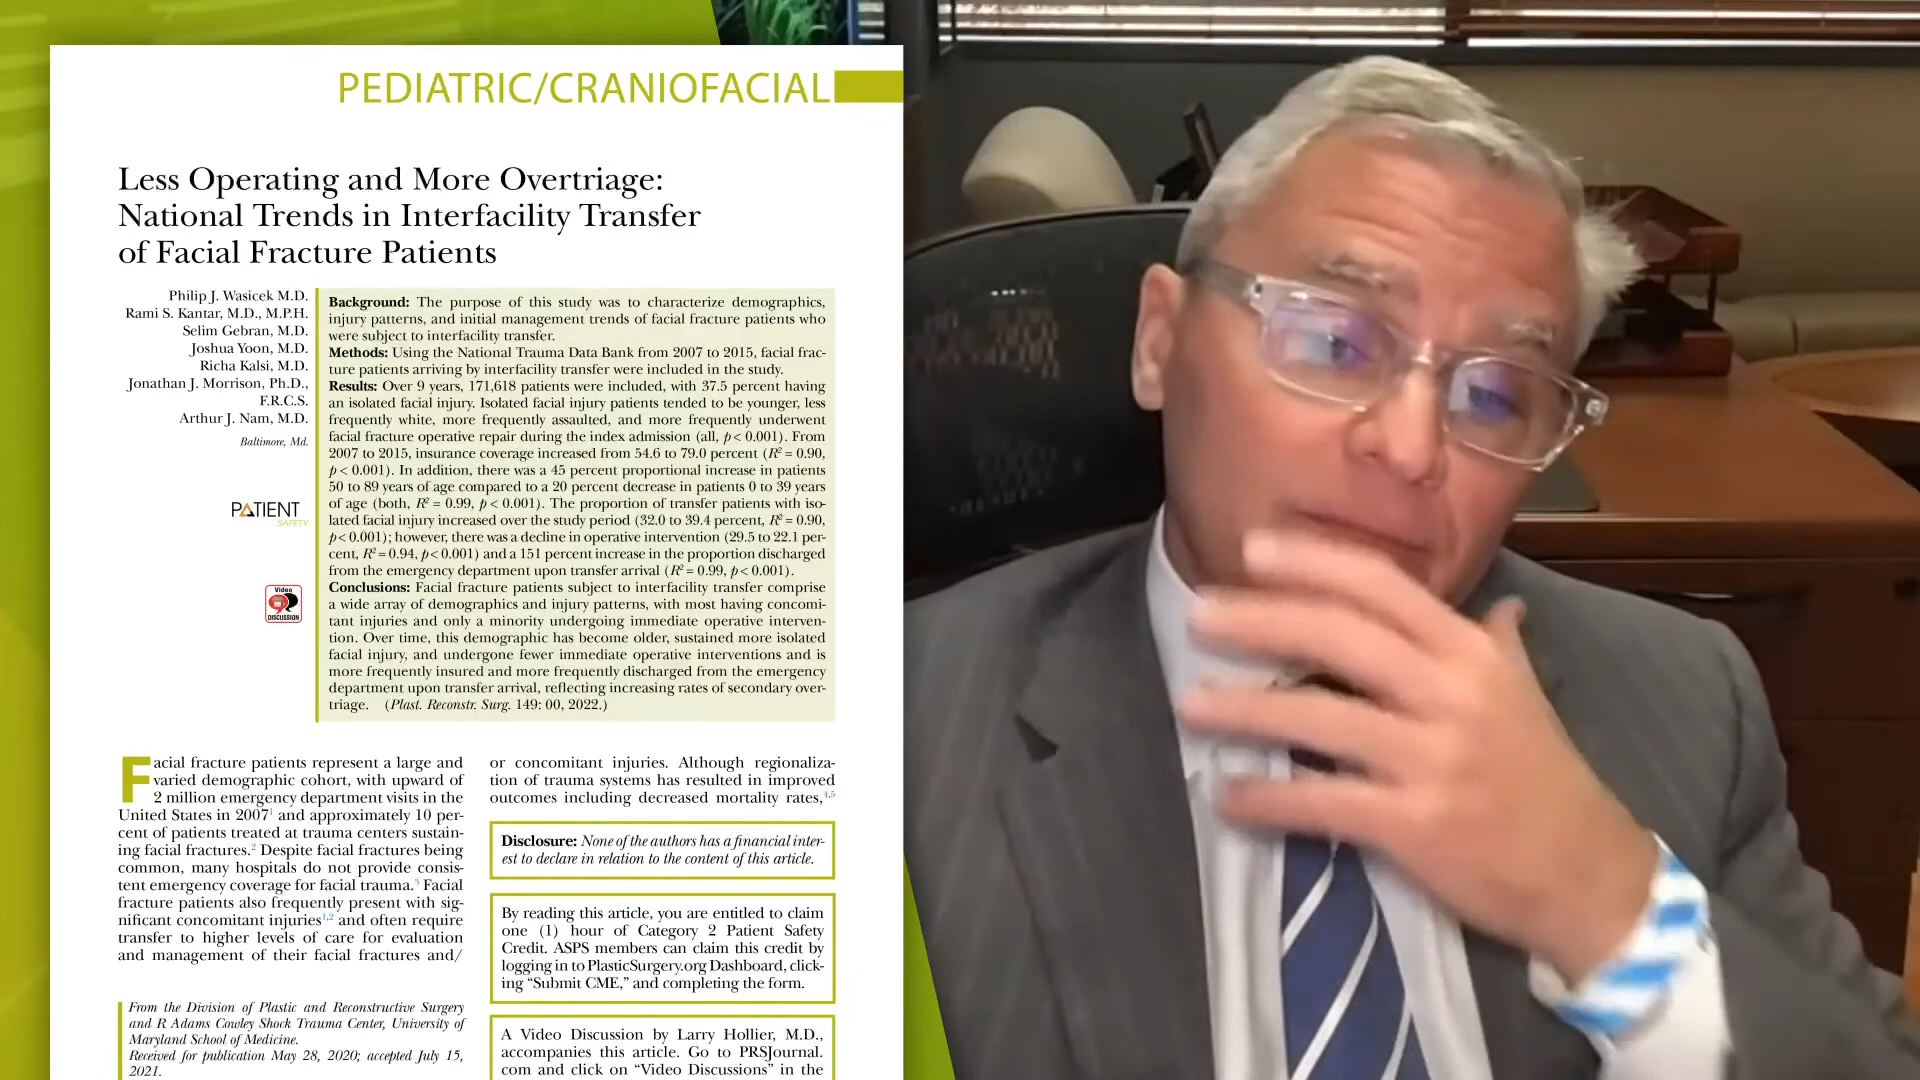 PEDIATRIC/CRANIOFACIAL
Less Operating and More Overtriage:
National Trends in Interfacility Transfer
of Facial Fracture Patients
Philip J. Wasicek M.D.
Rami S. Kantar, M.D., M.P.H.
Selim Gebran, M.D.
Joshua Yoon, M.D.
Richa Kalsi, M.D.
Jonathan J. Morrison, Ph.D.,
F.R.C.S.
Arthur J. Nam, M.D.
Baltimore, Md.
PATIENT
SAFETY
Video
DISCUSSION
Background: The purpose of this study was to characterize demographics,
injury patterns, and initial management trends of facial fracture patients who
were subject to interfacility transfer.
Methods: Using the National Trauma Data Bank from 2007 to 2015, facial frac-
ture patients arriving by interfacility transfer were included in the study.
Results: Over 9 years, 171,618 patients were included, with 37.5 percent having
an isolated facial injury. Isolated facial injury patients tended to be younger, less
frequently white, more frequently assaulted, and more frequently underwent
facial fracture operative repair during the index admission (all, p < 0.001). From
2007 to 2015, insurance coverage increased from 54.6 to 79.0 percent (R² = 0.90,
p < 0.001). In addition, there was a 45 percent proportional increase in patients
50 to 89 years of age compared to a 20 percent decrease in patients 0 to 39 years
of age (both, R² = 0.99, p < 0.001). The proportion of transfer patients with iso-
lated facial injury increased over the study period (32.0 to 39.4 percent, R² = 0.90,
p < 0.001); however, there was a decline in operative intervention (29.5 to 22.1 per-
cent, R² = 0.94, p < 0.001) and a 151 percent increase in the proportion discharged
from the emergency department upon transfer arrival (R² = 0.99, p < 0.001).
Conclusions: Facial fracture patients subject to interfacility transfer comprise
a wide array of demographics and injury patterns, with most having concomi-
tant injuries and only a minority undergoing immediate operative interven-
tion. Over time, this demographic has become older, sustained more isolated
facial injury, and undergone fewer immediate operative interventions and is
more frequently insured and more frequently discharged from the emergency
department upon transfer arrival, reflecting increasing rates of secondary over-
triage. (Plast. Reconstr. Surg. 149: 00, 2022.)
Facial fracture patients represent a large and
varied demographic cohort, with upward of
2 million emergency department visits in the
United States in 2007¹ and approximately 10 per-
cent of patients treated at trauma centers sustain-
ing facial fractures.² Despite facial fractures being
common, many hospitals do not provide consis-
tent emergency coverage for facial trauma.³ Facial
fracture patients also frequently present with sig-
nificant concomitant injuries¹,² and often require
transfer to higher levels of care for evaluation
and management of their facial fractures and/
From the Division of Plastic and Reconstructive Surgery
and R Adams Cowley Shock Trauma Center, University of
Maryland School of Medicine.
Received for publication May 28, 2020; accepted July 15,
2021.
or concomitant injuries. Although regionaliza-
tion of trauma systems has resulted in improved
outcomes including decreased mortality rates,⁴,⁵
Disclosure: None of the authors has a financial inter-
est to declare in relation to the content of this article.
By reading this article, you are entitled to claim
one (1) hour of Category 2 Patient Safety
Credit. ASPS members can claim this credit by
logging in to PlasticSurgery.org Dashboard, click-
ing “Submit CME,” and completing the form.
A Video Discussion by Larry Hollier, M.D.,
accompanies this article. Go to PRSJournal.
com and click on “Video Discussions” in the